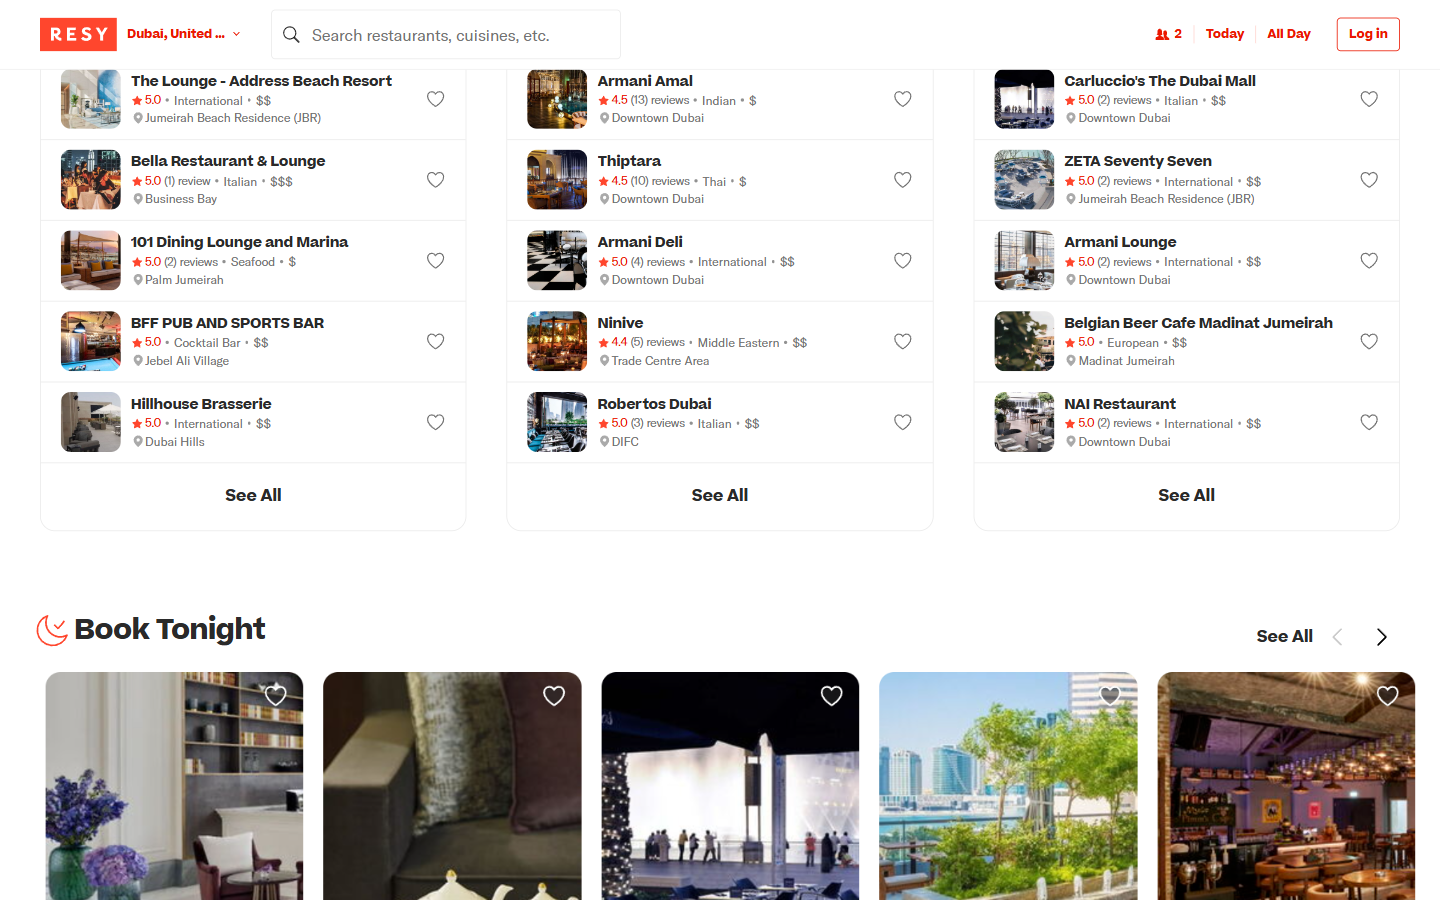 RESY
Dubai, United ...
Search restaurants, cuisines, etc.
2
Today
All Day
Log in
The Lounge - Address Beach Resort
5.0 • International • $$
Jumeirah Beach Residence (JBR)
Bella Restaurant & Lounge
5.0 (1) review • Italian • $$$
Business Bay
101 Dining Lounge and Marina
5.0 (2) reviews • Seafood • $
Palm Jumeirah
BFF PUB AND SPORTS BAR
5.0 • Cocktail Bar • $$
Jebel Ali Village
Hillhouse Brasserie
5.0 • International • $$
Dubai Hills
See All
Armani Amal
4.5 (13) reviews • Indian • $
Downtown Dubai
Thiptara
4.5 (10) reviews • Thai • $
Downtown Dubai
Armani Deli
5.0 (4) reviews • International • $$
Downtown Dubai
Ninive
4.4 (5) reviews • Middle Eastern • $$
Trade Centre Area
Robertos Dubai
5.0 (3) reviews • Italian • $$
DIFC
See All
Carluccio's The Dubai Mall
5.0 (2) reviews • Italian • $$
Downtown Dubai
ZETA Seventy Seven
5.0 (2) reviews • International • $$
Jumeirah Beach Residence (JBR)
Armani Lounge
5.0 (2) reviews • International • $$
Downtown Dubai
Belgian Beer Cafe Madinat Jumeirah
5.0 • European • $$
Madinat Jumeirah
NAI Restaurant
5.0 (2) reviews • International • $$
Downtown Dubai
See All
Book Tonight
See All